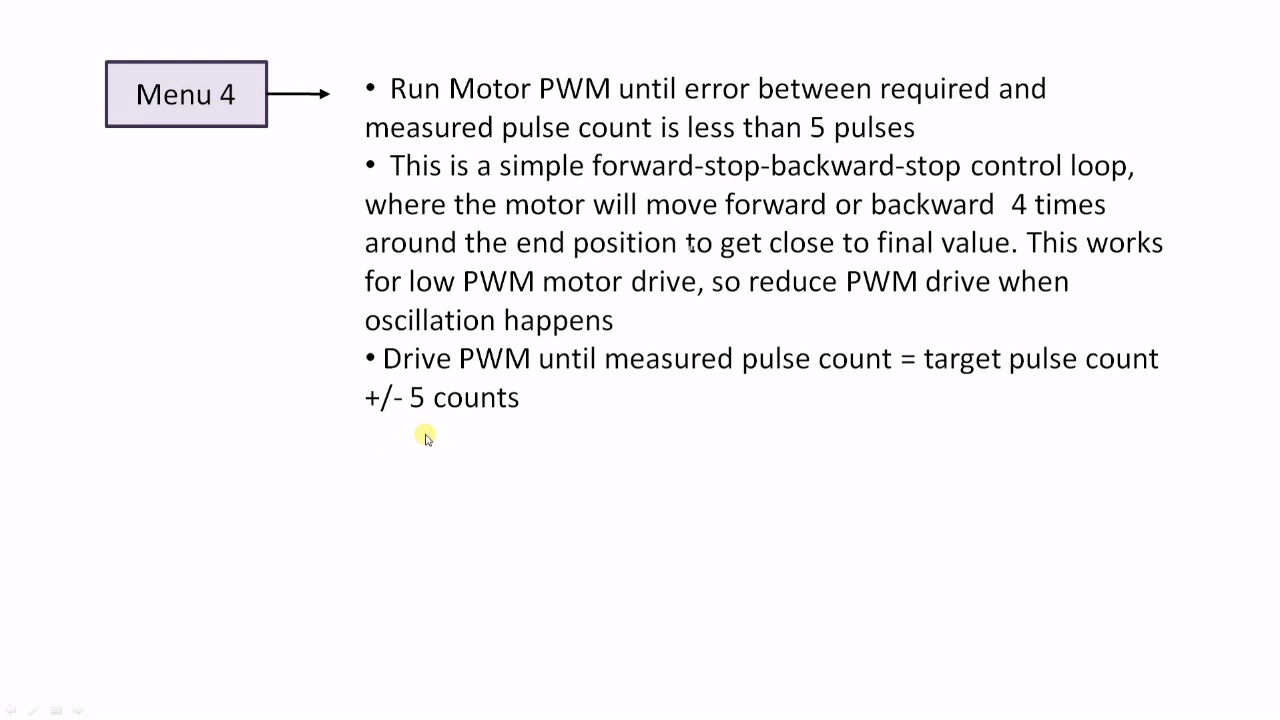 Menu 4
• Run Motor PWM until error between required and
measured pulse count is less than 5 pulses
• This is a simple forward-stop-backward-stop control loop,
where the motor will move forward or backward 4 times
around the end position to get close to final value. This works
for low PWM motor drive, so reduce PWM drive when
oscillation happens
• Drive PWM until measured pulse count = target pulse count
+/- 5 counts